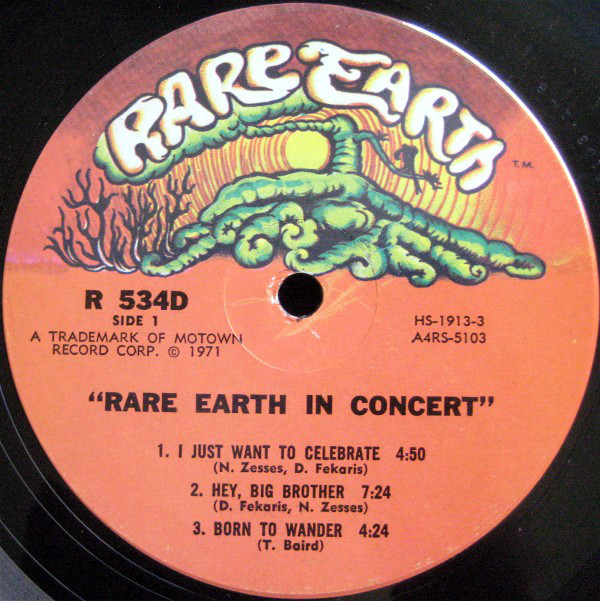 RARE EARTH
T.M.
R 534D
SIDE 1
A TRADEMARK OF MOTOWN
RECORD CORP. © 1971
HS-1913-3
A4RS-5103
"RARE EARTH IN CONCERT"
1. I JUST WANT TO CELEBRATE 4:50
(N. Zesses, D. Fekaris)
2. HEY, BIG BROTHER 7:24
(D. Fekaris, N. Zesses)
3. BORN TO WANDER 4:24
(T. Baird)